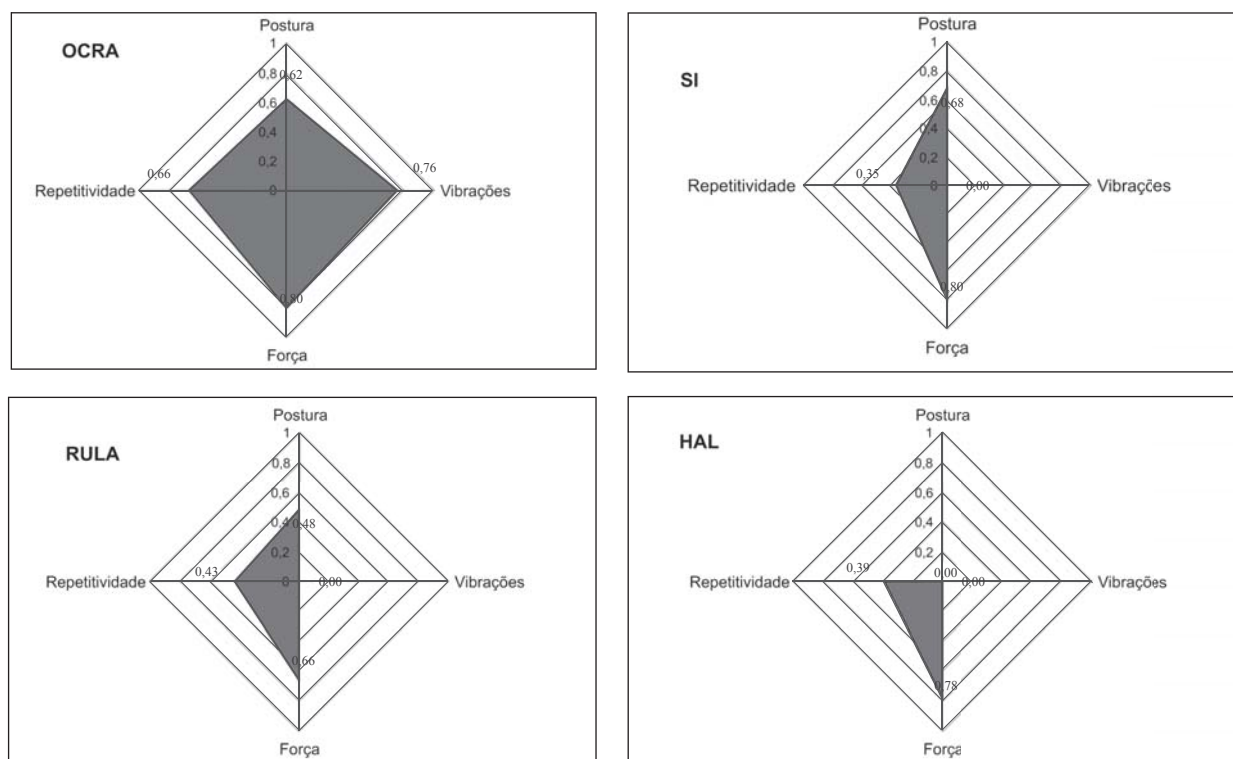 OCRA
Postura
1
0,8
0,62
0,6
0,4
0,2
0
0,66
0,76
Repetitividade
Vibrações
0,80
Força
SI
Postura
1
0,8
0,6
0,68
0,4
0,2
0
0,35
0,00
Repetitividade
Vibrações
0,80
Força
RULA
Postura
1
0,8
0,6
0,4
0,48
0,2
0
0,43
0,00
Repetitividade
Vibrações
0,66
Força
HAL
Postura
1
0,8
0,6
0,4
0,2
0,39
0,00
0,00
Repetitividade
Vibrações
0,78
Força